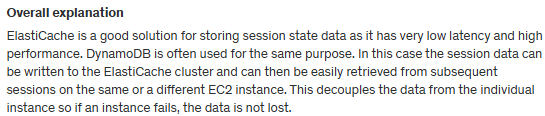 Overall explanation
ElastiCache is a good solution for storing session state data as it has very low latency and high
performance. DynamoDB is often used for the same purpose. In this case the session data can
be written to the ElastiCache cluster and can then be easily retrieved from subsequent
sessions on the same or a different EC2 instance. This decouples the data from the individual
instance so if an instance fails, the data is not lost.